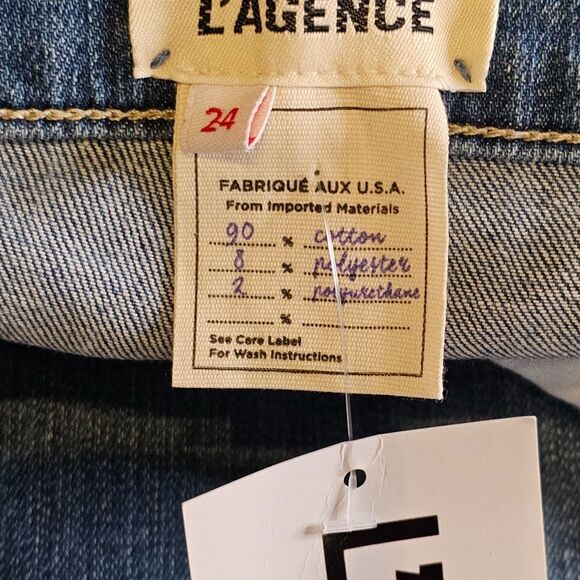 L'AGENCE
24
FABRIQUÉ AUX U.S.A.
From Imported Materials
90 % cotton
8 % polyester
2 % polyurethane
%
See Care Label
For Wash Instructions